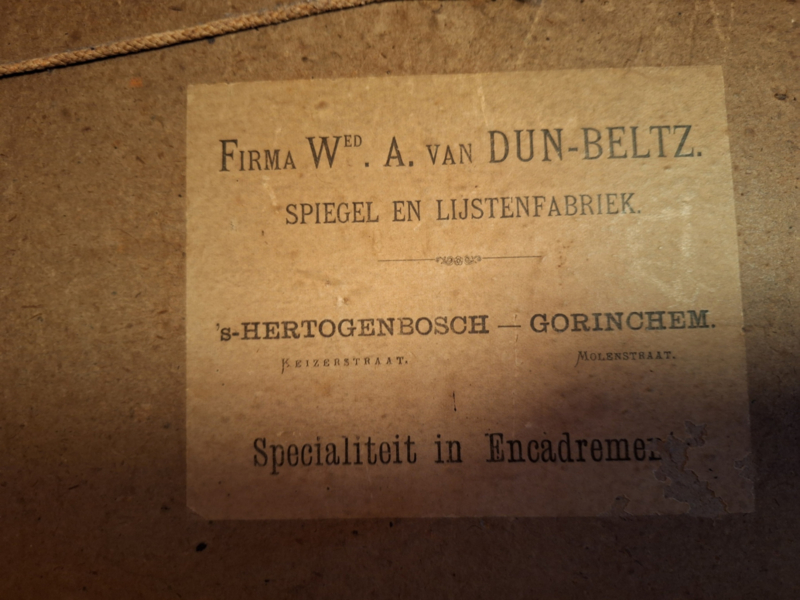 FIRMA WED. A. VAN DUN-BELTZ.
SPIEGEL EN LIJSTENFABRIEK.
's-HERTOGENBOSCH — GORINCHEM.
KEIZERSTRAAT. MOLENSTRAAT.
Specialiteit in